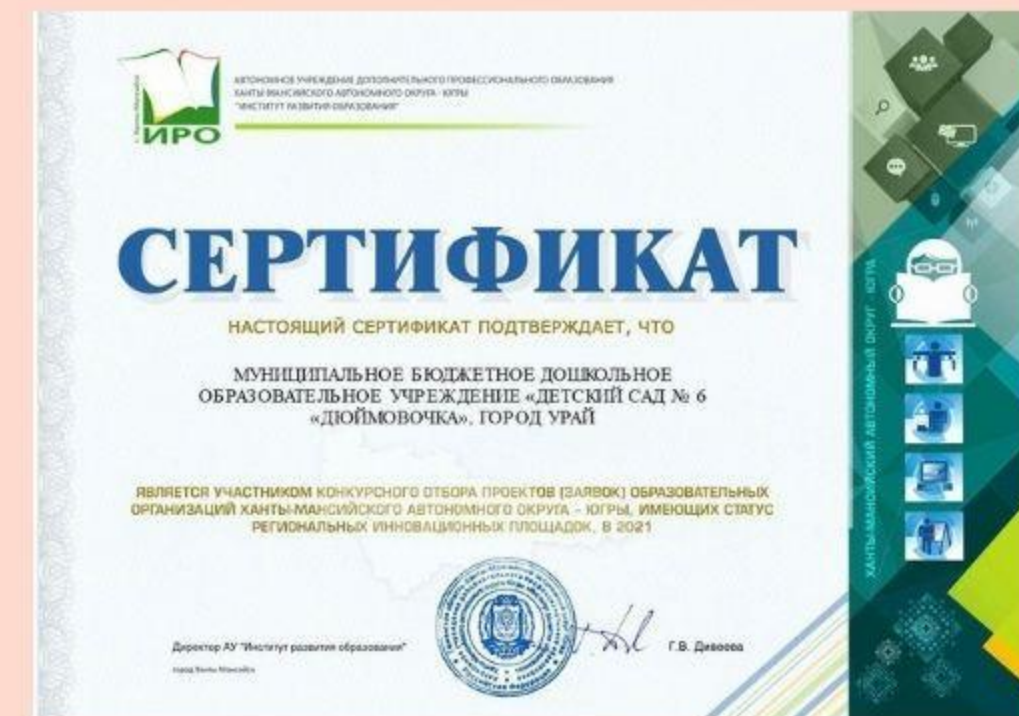 АВТОНОМНОЕ УЧРЕЖДЕНИЕ ДОПОЛНИТЕЛЬНОГО ПРОФЕССИОНАЛЬНОГО ОБРАЗОВАНИЯ
ХАНТЫ-МАНСИЙСКОГО АВТОНОМНОГО ОКРУГА - ЮГРЫ
"ИНСТИТУТ РАЗВИТИЯ ОБРАЗОВАНИЯ"
ИРО
СЕРТИФИКАТ
НАСТОЯЩИЙ СЕРТИФИКАТ ПОДТВЕРЖДАЕТ, ЧТО
МУНИЦИПАЛЬНОЕ БЮДЖЕТНОЕ ДОШКОЛЬНОЕ
ОБРАЗОВАТЕЛЬНОЕ УЧРЕЖДЕНИЕ «ДЕТСКИЙ САД № 6
«ДЮЙМОВОЧКА», ГОРОД УРАЙ
ЯВЛЯЕТСЯ УЧАСТНИКОМ КОНКУРСНОГО ОТБОРА ПРОЕКТОВ (ЗАЯВОК) ОБРАЗОВАТЕЛЬНЫХ
ОРГАНИЗАЦИЙ ХАНТЫ-МАНСИЙСКОГО АВТОНОМНОГО ОКРУГА – ЮГРЫ, ИМЕЮЩИХ СТАТУС
РЕГИОНАЛЬНЫХ ИННОВАЦИОННЫХ ПЛОЩАДОК, В 2021
Директор АУ "Институт развития образования"
Г.В. Дивеева
город Ханты-Мансийск
ХАНТЫ-МАНСИЙСКИЙ АВТОНОМНЫЙ ОКРУГ - ЮГРА